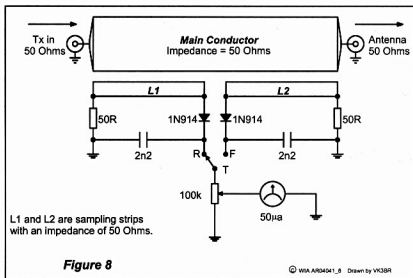 Tx in
50 Ohms
Main Conductor
Impedance = 50 Ohms
Antenna
50 Ohms
L1
L2
50R
1N914
1N914
50R
2n2
R
F
2n2
T
100k
50µa
L1 and L2 are sampling strips
with an impedance of 50 Ohms.
Figure 8
© WIA AR04041_8 Drawn by VK3BR